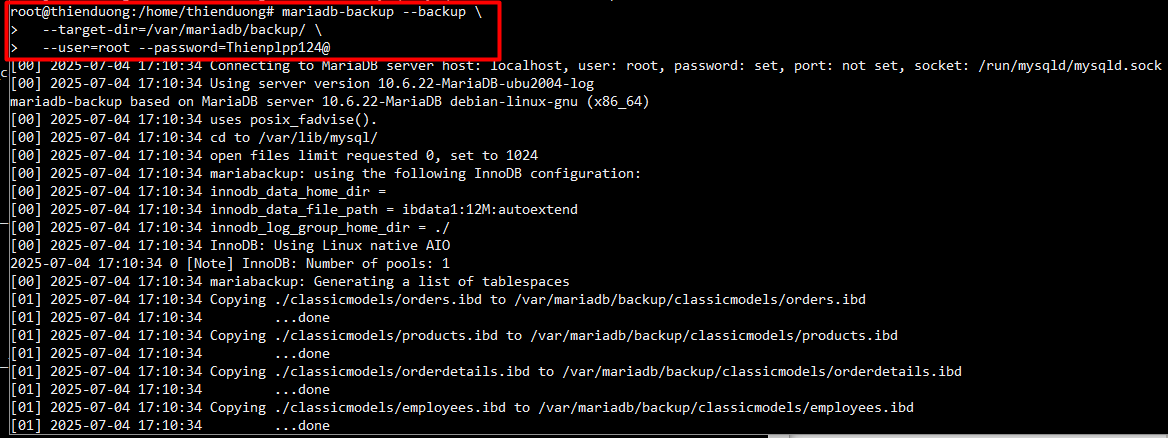 root@thienduong:/home/thienduong# mariadb-backup --backup \
>   --target-dir=/var/mariadb/backup/ \
>   --user=root --password=Thienplpp124@
[00] 2025-07-04 17:10:34 Connecting to MariaDB server host: localhost, user: root, password: set, port: not set, socket: /run/mysqld/mysqld.sock
[00] 2025-07-04 17:10:34 Using server version 10.6.22-MariaDB-ubu2004-log
mariadb-backup based on MariaDB server 10.6.22-MariaDB debian-linux-gnu (x86_64)
[00] 2025-07-04 17:10:34 uses posix_fadvise().
[00] 2025-07-04 17:10:34 cd to /var/lib/mysql/
[00] 2025-07-04 17:10:34 open files limit requested 0, set to 1024
[00] 2025-07-04 17:10:34 mariabackup: using the following InnoDB configuration:
[00] 2025-07-04 17:10:34 innodb_data_home_dir =
[00] 2025-07-04 17:10:34 innodb_data_file_path = ibdata1:12M:autoextend
[00] 2025-07-04 17:10:34 innodb_log_group_home_dir = ./
[00] 2025-07-04 17:10:34 InnoDB: Using Linux native AIO
2025-07-04 17:10:34 0 [Note] InnoDB: Number of pools: 1
[00] 2025-07-04 17:10:34 mariabackup: Generating a list of tablespaces
[01] 2025-07-04 17:10:34 Copying ./classicmodels/orders.ibd to /var/mariadb/backup/classicmodels/orders.ibd
[01] 2025-07-04 17:10:34         ...done
[01] 2025-07-04 17:10:34 Copying ./classicmodels/products.ibd to /var/mariadb/backup/classicmodels/products.ibd
[01] 2025-07-04 17:10:34         ...done
[01] 2025-07-04 17:10:34 Copying ./classicmodels/orderdetails.ibd to /var/mariadb/backup/classicmodels/orderdetails.ibd
[01] 2025-07-04 17:10:34         ...done
[01] 2025-07-04 17:10:34 Copying ./classicmodels/employees.ibd to /var/mariadb/backup/classicmodels/employees.ibd
[01] 2025-07-04 17:10:34         ...done